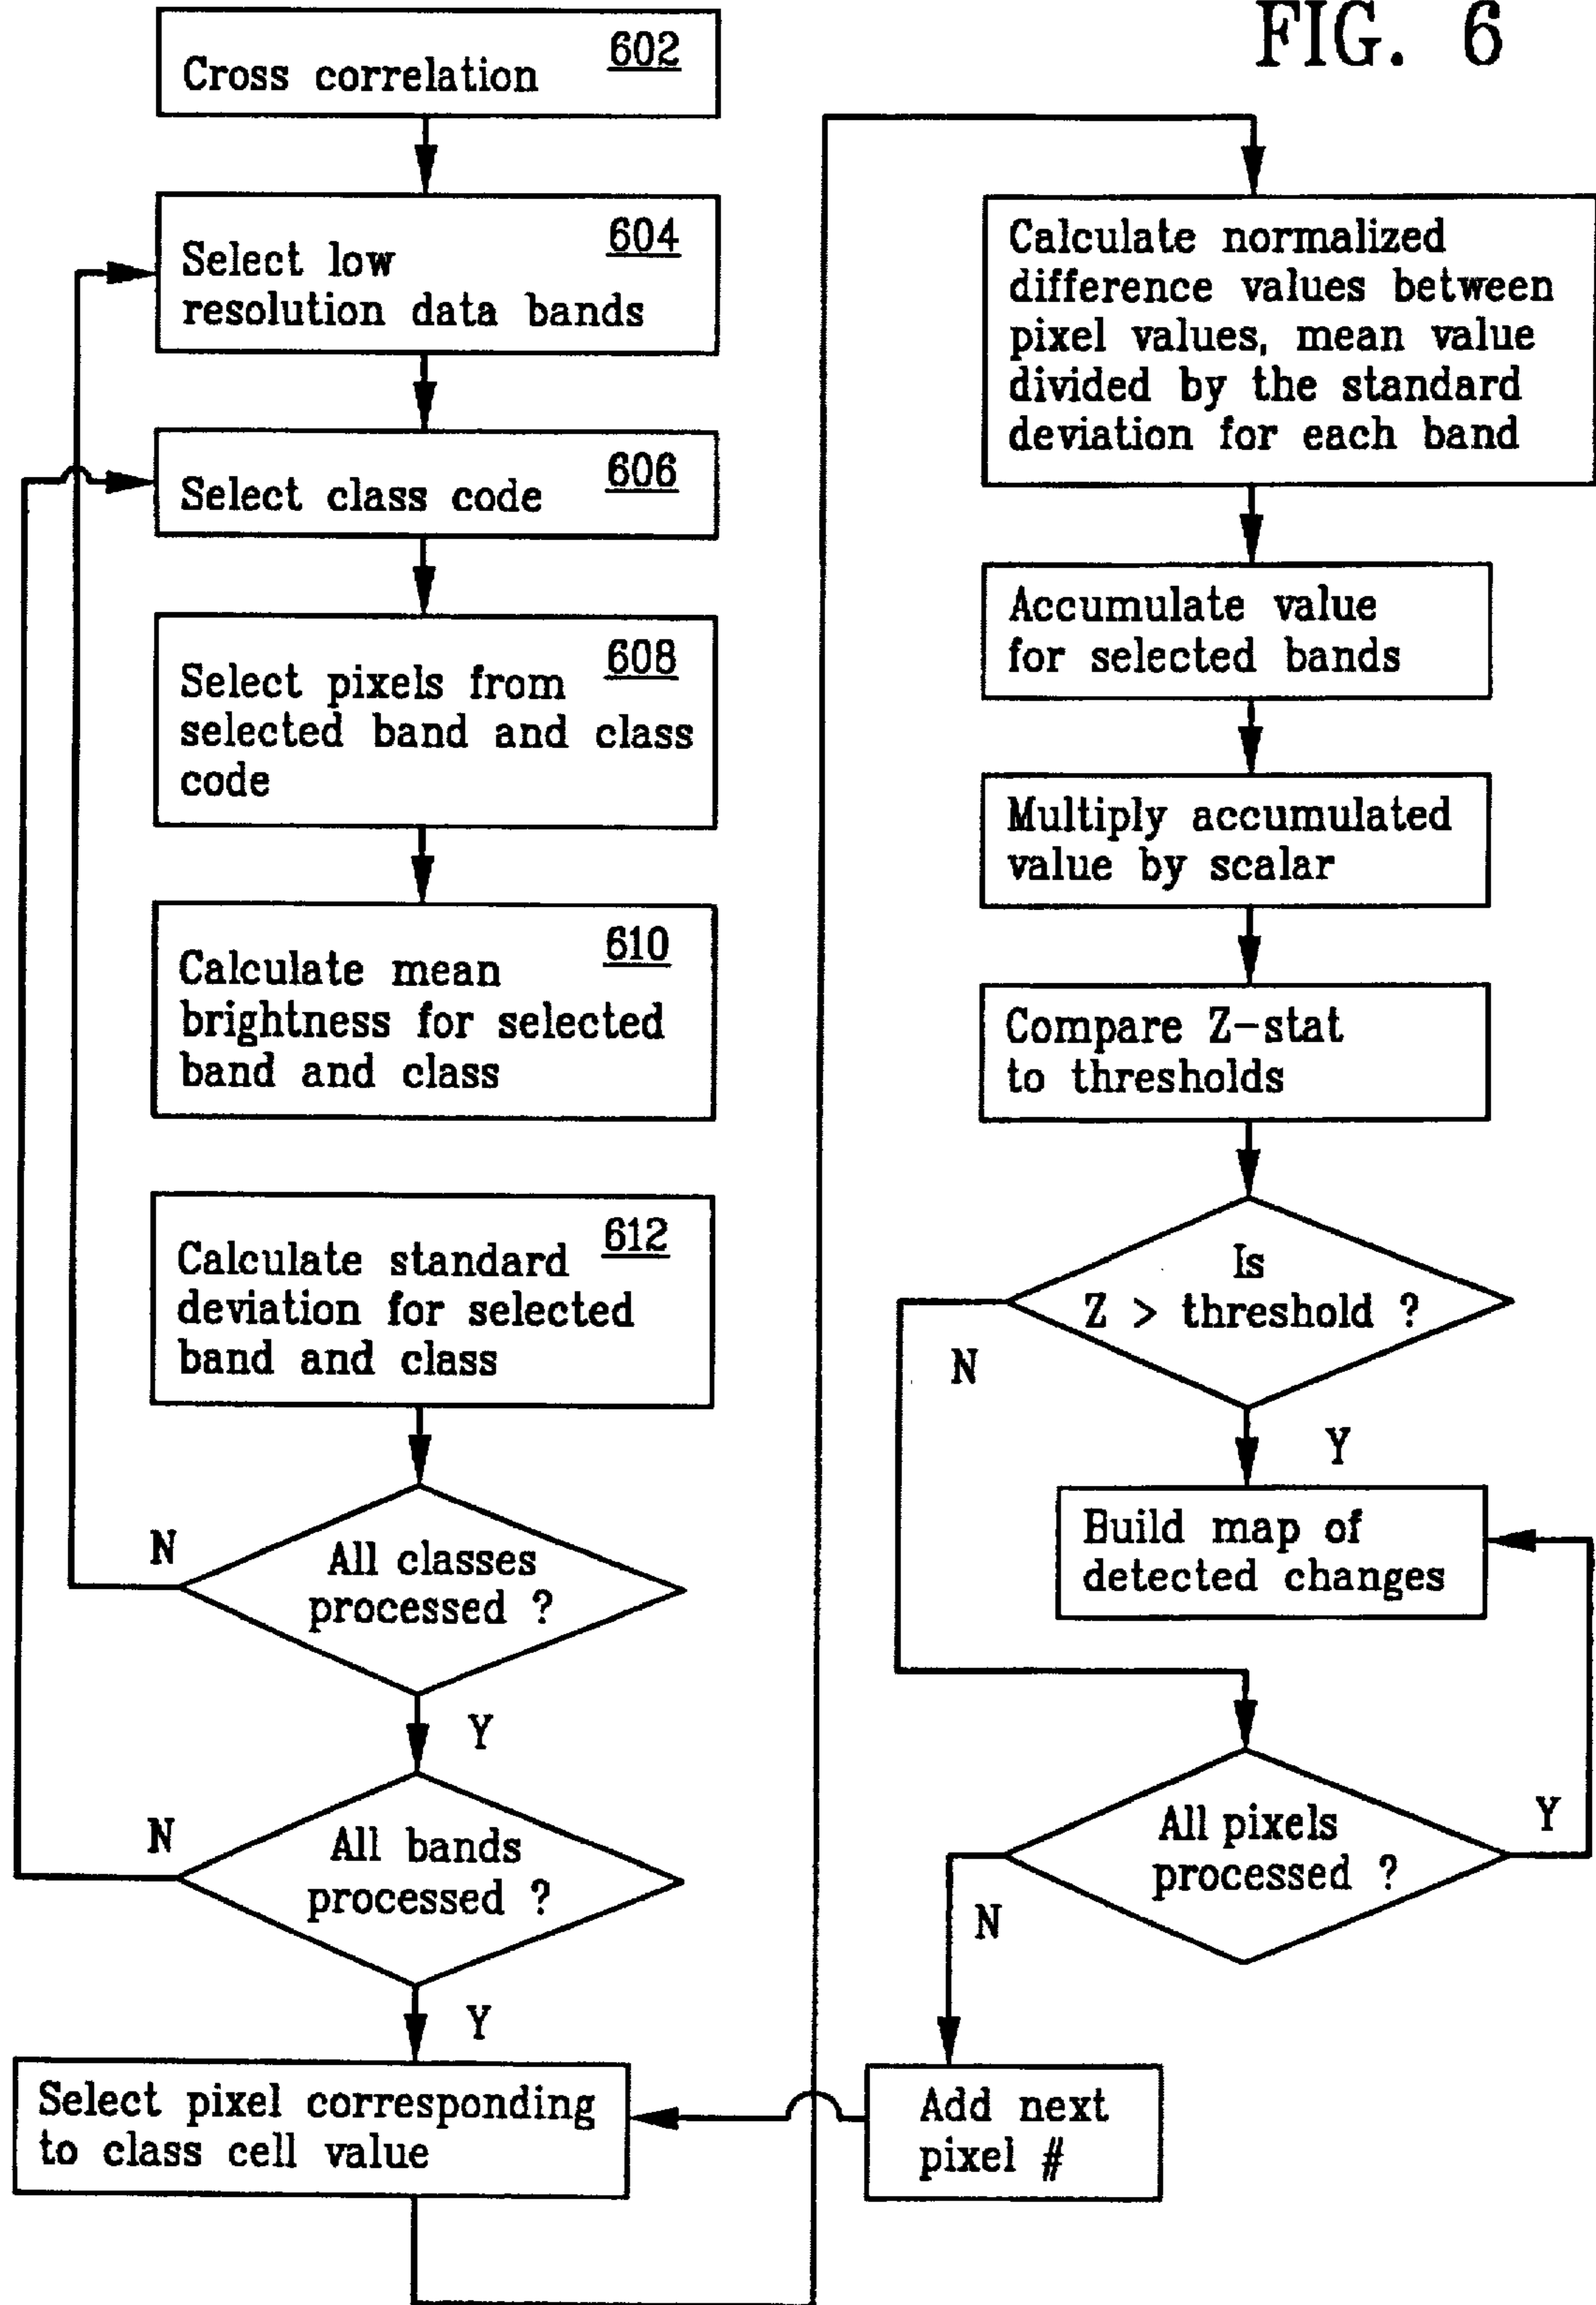 FIG. 6
602
Cross correlation
604
Select low
resolution data bands
606
Select class code
608
Select pixels from
selected band and class
code
610
Calculate mean
brightness for selected
band and class
612
Calculate standard
deviation for selected
band and class
All classes
processed ?
N
Y
All bands
processed ?
N
Y
Select pixel corresponding
to class cell value
Calculate normalized
difference values between
pixel values, mean value
divided by the standard
deviation for each band
Accumulate value
for selected bands
Multiply accumulated
value by scalar
Compare Z-stat
to thresholds
Is
Z > threshold ?
N
Y
Build map of
detected changes
All pixels
processed ?
Y
N
Add next
pixel #